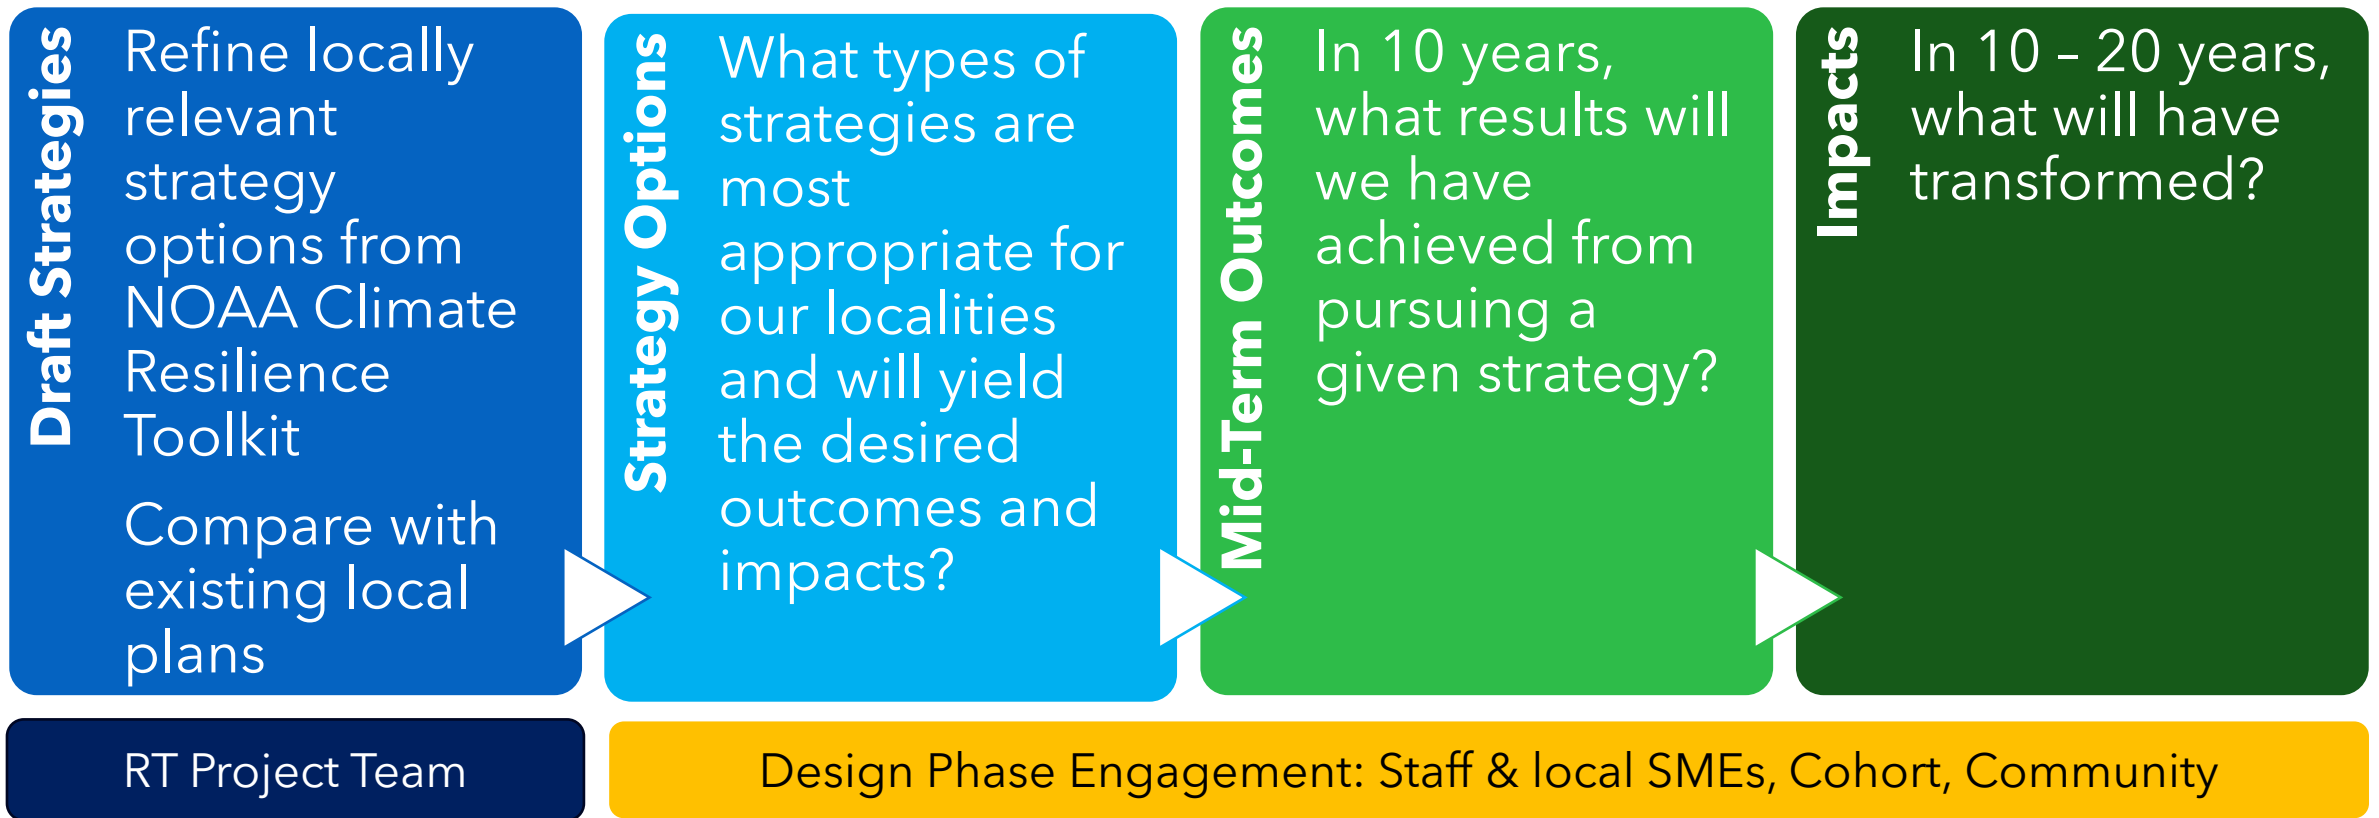 Draft Strategies
Refine locally
relevant
strategy
options from
NOAA Climate
Resilience
Toolkit
Compare with
existing local
plans
Strategy Options
What types of
strategies are
most
appropriate for
our localities
and will yield
the desired
outcomes and
impacts?
Mid-Term Outcomes
In 10 years,
what results will
we have
achieved from
pursuing a
given strategy?
Impacts
In 10 – 20 years,
what will have
transformed?
RT Project Team
Design Phase Engagement: Staff & local SMEs, Cohort, Community